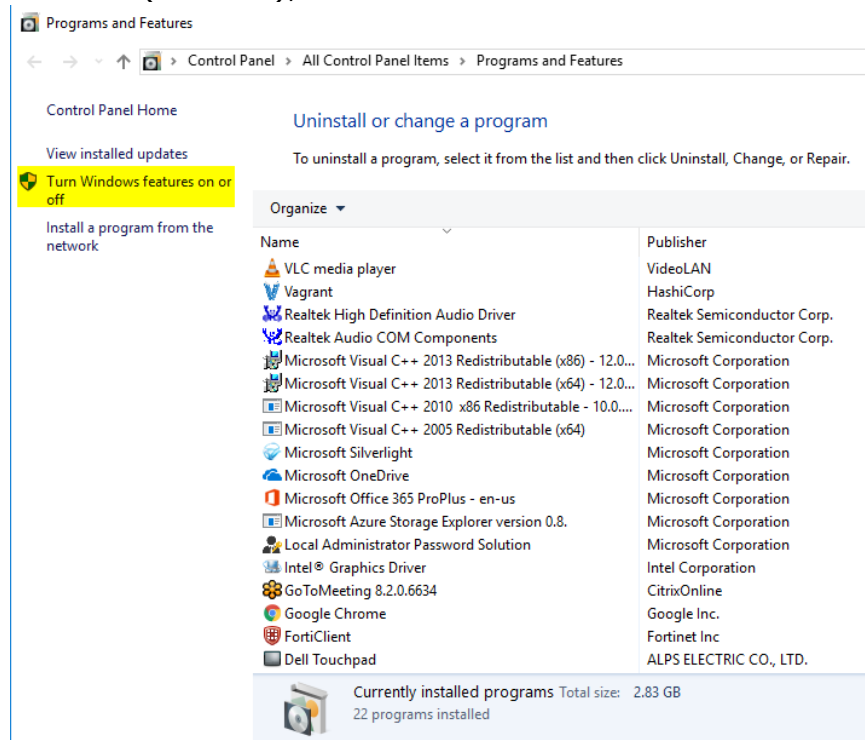 Programs and Features
Control Panel > All Control Panel Items > Programs and Features
Control Panel Home
View installed updates
Turn Windows features on or
off
Install a program from the
network
Uninstall or change a program
To uninstall a program, select it from the list and then click Uninstall, Change, or Repair.
Organize
Name Publisher
VLC media player VideoLAN
Vagrant HashiCorp
Realtek High Definition Audio Driver Realtek Semiconductor Corp.
Realtek Audio COM Components Realtek Semiconductor Corp.
Microsoft Visual C++ 2013 Redistributable (x86) - 12.0... Microsoft Corporation
Microsoft Visual C++ 2013 Redistributable (x64) - 12.0... Microsoft Corporation
Microsoft Visual C++ 2010 x86 Redistributable - 10.0.... Microsoft Corporation
Microsoft Visual C++ 2005 Redistributable (x64) Microsoft Corporation
Microsoft Silverlight Microsoft Corporation
Microsoft OneDrive Microsoft Corporation
Microsoft Office 365 ProPlus - en-us Microsoft Corporation
Microsoft Azure Storage Explorer version 0.8. Microsoft Corporation
Local Administrator Password Solution Microsoft Corporation
Intel® Graphics Driver Intel Corporation
GoToMeeting 8.2.0.6634 CitrixOnline
Google Chrome Google Inc.
FortiClient Fortinet Inc
Dell Touchpad ALPS ELECTRIC CO., LTD.
Currently installed programs Total size: 2.83 GB
22 programs installed